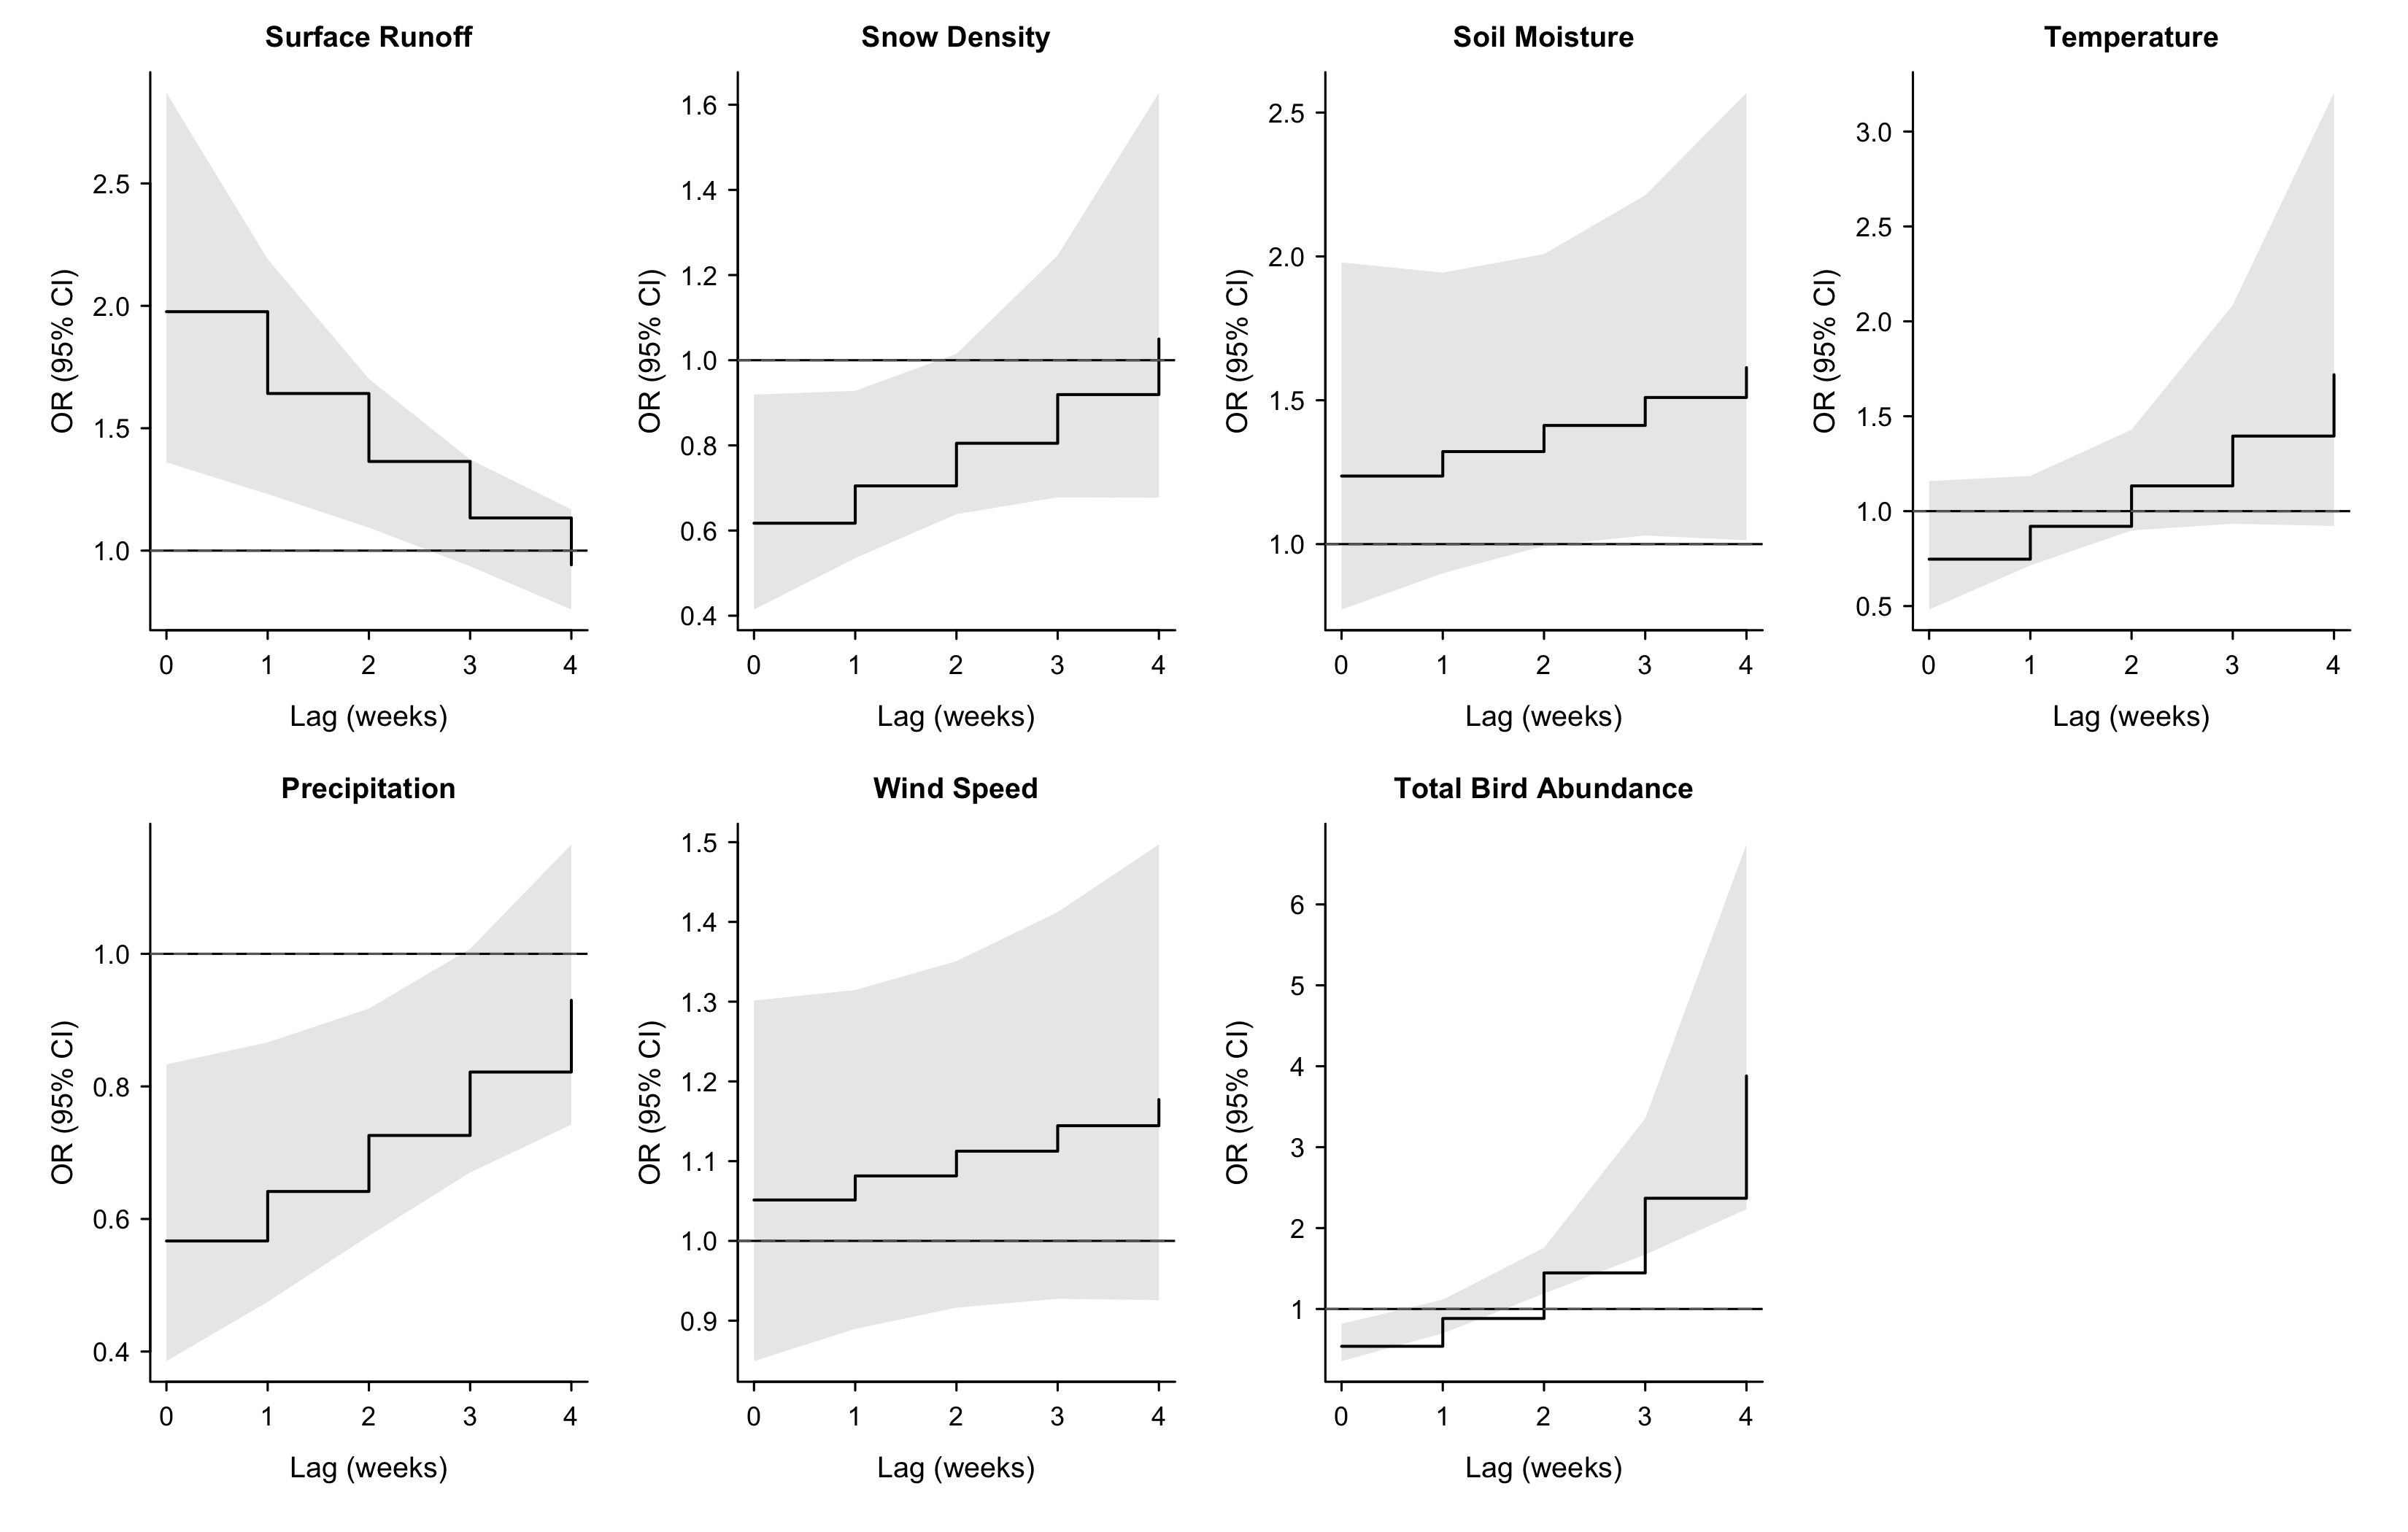 Surface Runoff
OR (95% CI)
2.5
2.0
1.5
1.0
0 1 2 3 4
Lag (weeks)
Snow Density
OR (95% CI)
1.6
1.4
1.2
1.0
0.8
0.6
0.4
0 1 2 3 4
Lag (weeks)
Soil Moisture
OR (95% CI)
2.5
2.0
1.5
1.0
0 1 2 3 4
Lag (weeks)
Temperature
OR (95% CI)
3.0
2.5
2.0
1.5
1.0
0.5
0 1 2 3 4
Lag (weeks)
Precipitation
OR (95% CI)
1.0
0.8
0.6
0.4
0 1 2 3 4
Lag (weeks)
Wind Speed
OR (95% CI)
1.5
1.4
1.3
1.2
1.1
1.0
0.9
0 1 2 3 4
Lag (weeks)
Total Bird Abundance
OR (95% CI)
6
5
4
3
2
1
0 1 2 3 4
Lag (weeks)